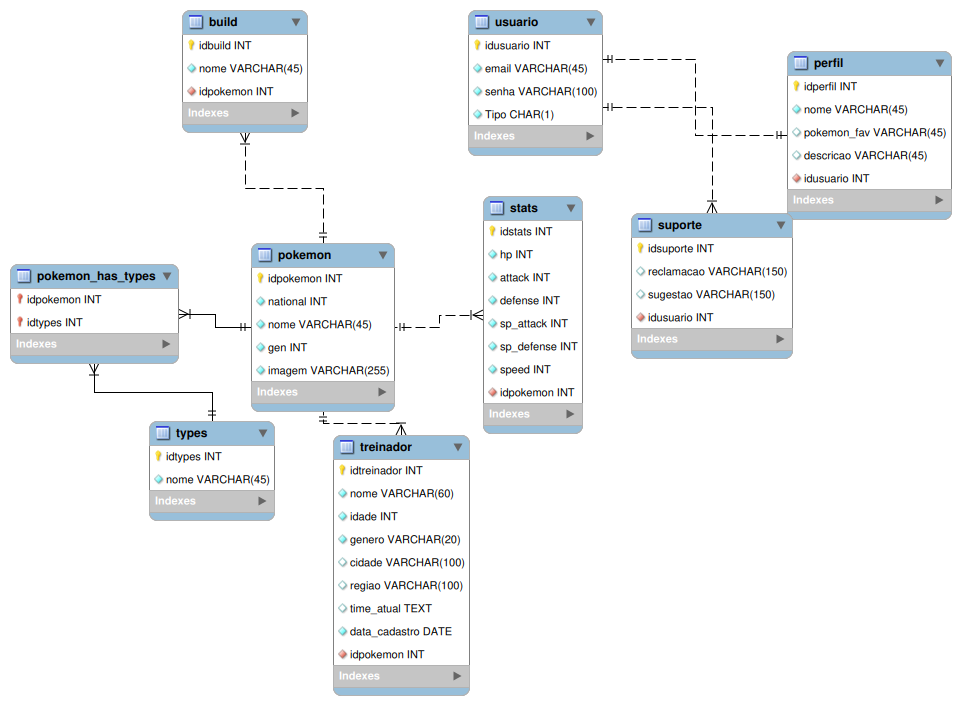 build
idbuild INT
nome VARCHAR(45)
idpokemon INT
Indexes
usuario
idusuario INT
email VARCHAR(45)
senha VARCHAR(100)
Tipo CHAR(1)
Indexes
perfil
idperfil INT
nome VARCHAR(45)
pokemon_fav VARCHAR(45)
descricao VARCHAR(45)
idusuario INT
Indexes
stats
idstats INT
hp INT
attack INT
defense INT
sp_attack INT
sp_defense INT
speed INT
idpokemon INT
Indexes
suporte
idsuporte INT
reclamacao VARCHAR(150)
sugestao VARCHAR(150)
idusuario INT
Indexes
pokemon
idpokemon INT
national INT
nome VARCHAR(45)
gen INT
imagem VARCHAR(255)
Indexes
pokemon_has_types
idpokemon INT
idtypes INT
Indexes
types
idtypes INT
nome VARCHAR(45)
Indexes
treinador
idtreinador INT
nome VARCHAR(60)
idade INT
genero VARCHAR(20)
cidade VARCHAR(100)
regiao VARCHAR(100)
time_atual TEXT
data_cadastro DATE
idpokemon INT
Indexes